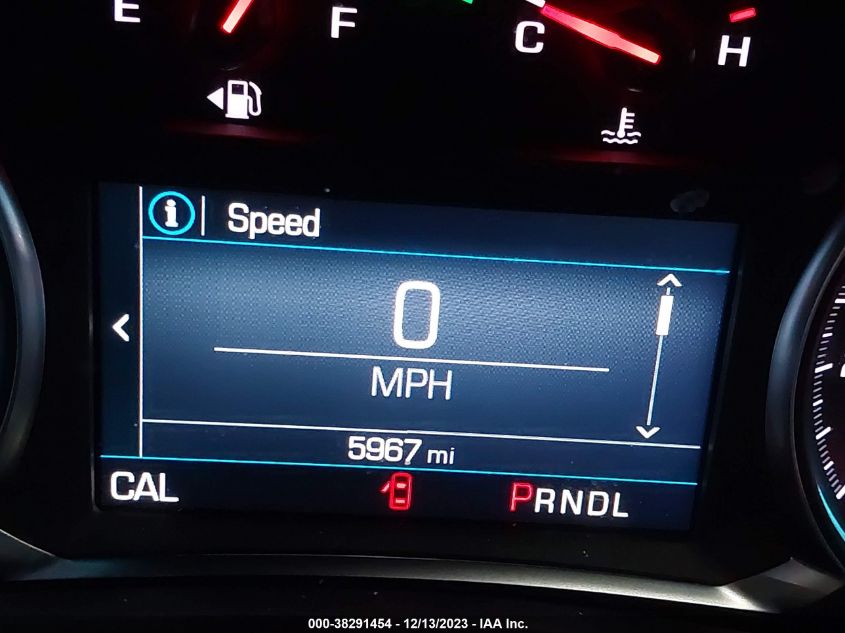 E F C H
i Speed
0
MPH
5967 mi
CAL PRNDL
000-38291454 - 12/13/2023 - IAA Inc.